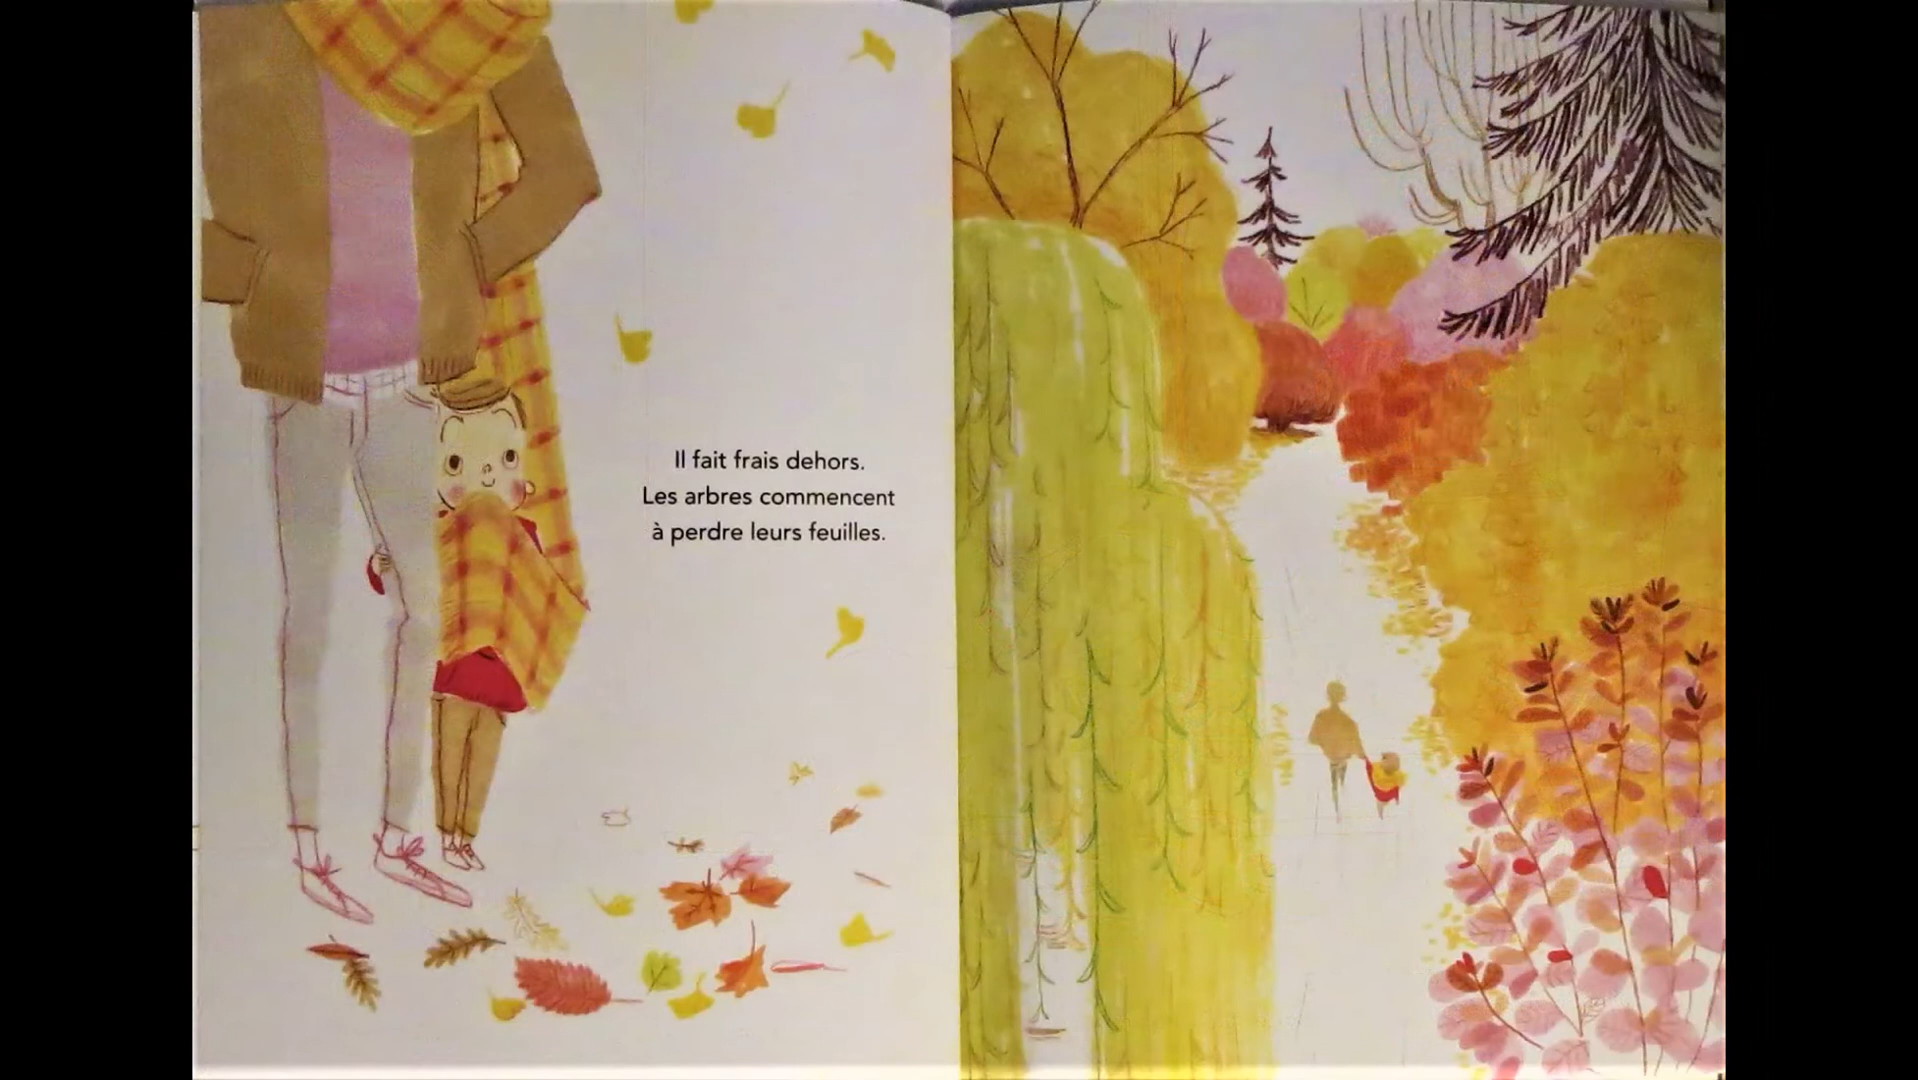 Il fait frais dehors.
Les arbres commencent
à perdre leurs feuilles.